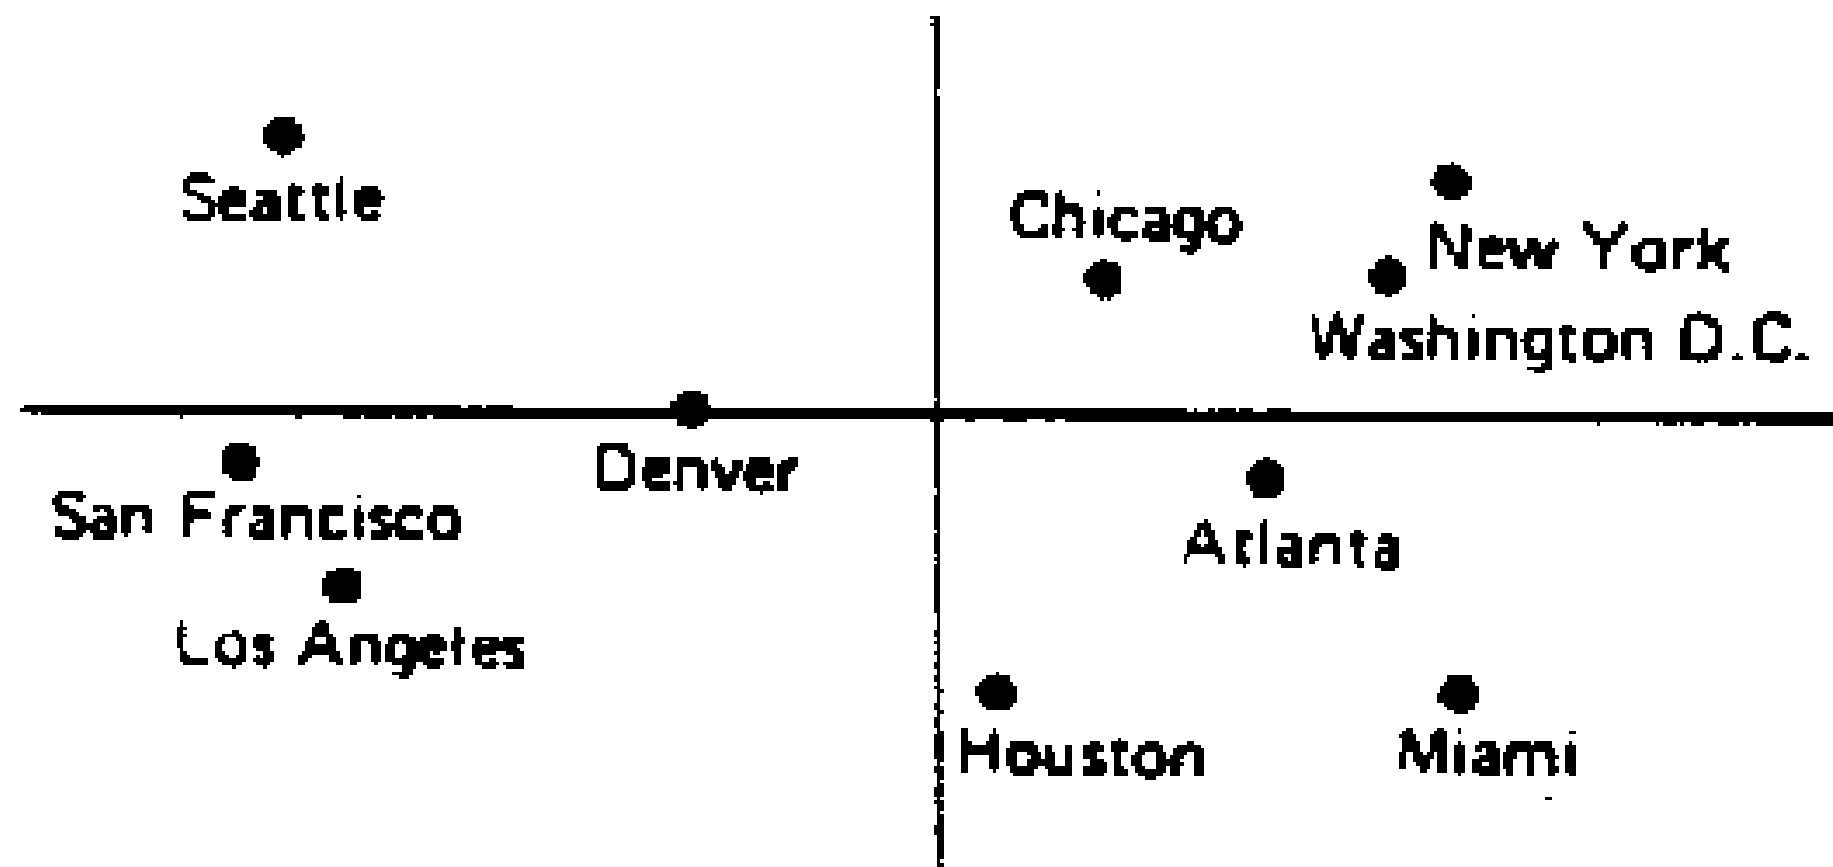 Seattle
Chicago
New York
Washington D.C.
Denver
San Francisco
Atlanta
Los Angeles
Houston
Miami